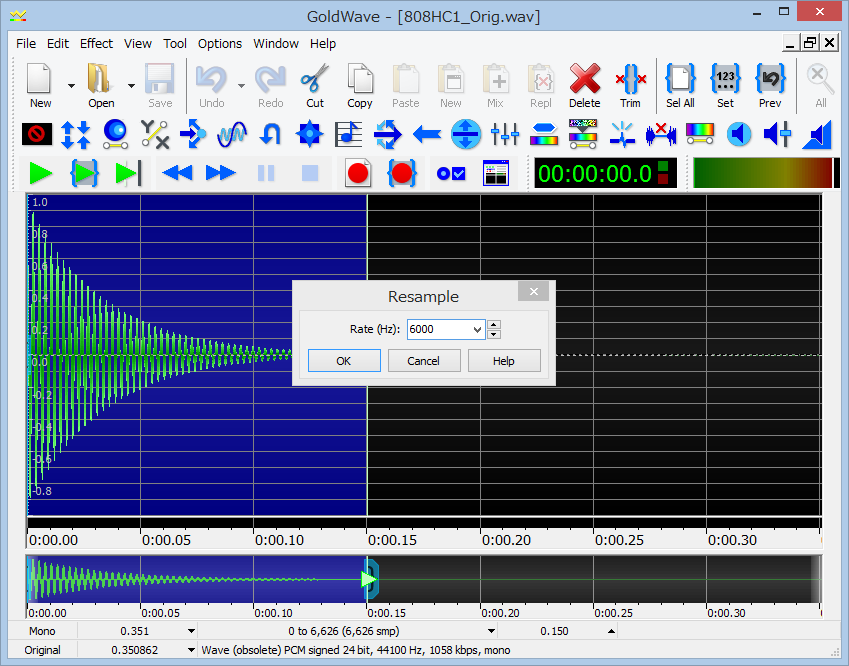 GoldWave - [808HC1_Orig.wav]
File Edit Effect View Tool Options Window Help
New Open Save Undo Redo Cut Copy Paste New Mix Repl Delete Trim Sel All Set Prev All
123
00:00:00.0
1.0
0.8
0.6
0.4
0.2
0.0
-0.2
-0.4
-0.6
-0.8
Resample
Rate (Hz): 6000
OK Cancel Help
0:00.00 0:00.05 0:00.10 0:00.15 0:00.20 0:00.25 0:00.30
0:00.00 0:00.05 0:00.10 0:00.15 0:00.20 0:00.25 0:00.30
Mono 0.351 0 to 6,626 (6,626 smp) 0.150
Original 0.350862 Wave (obsolete) PCM signed 24 bit, 44100 Hz, 1058 kbps, mono